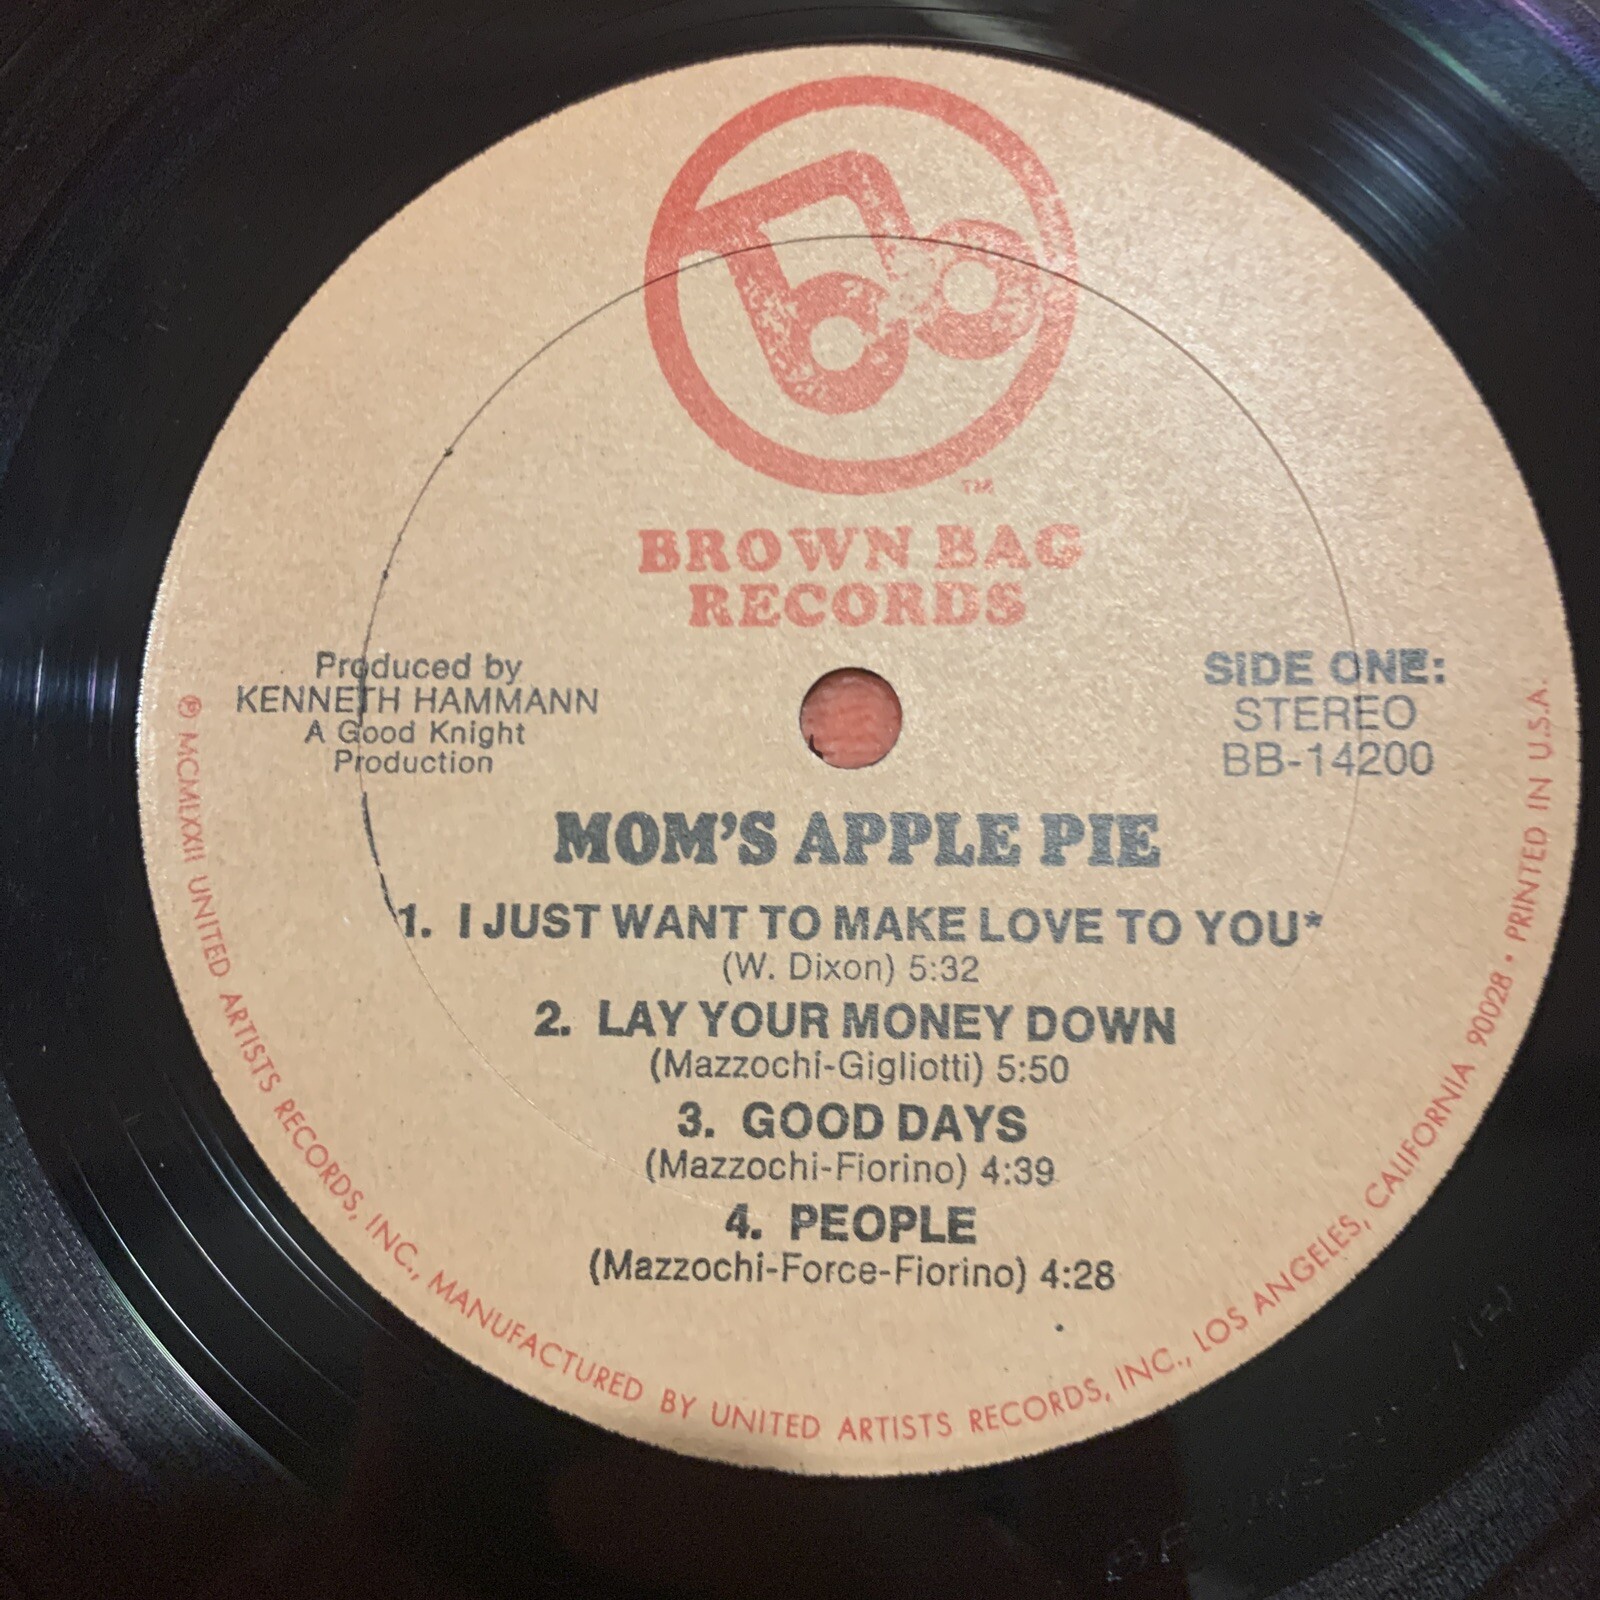 bb
TM
BROWN BAG
RECORDS
Produced by
KENNETH HAMMANN
A Good Knight
Production
SIDE ONE:
STEREO
BB-14200
MOM'S APPLE PIE
1. I JUST WANT TO MAKE LOVE TO YOU*
(W. Dixon) 5:32
2. LAY YOUR MONEY DOWN
(Mazzochi-Gigliotti) 5:50
3. GOOD DAYS
(Mazzochi-Fiorino) 4:39
4. PEOPLE
(Mazzochi-Force-Fiorino) 4:28
℗ MCMLXXII UNITED ARTISTS RECORDS, INC., MANUFACTURED BY UNITED ARTISTS RECORDS, INC., LOS ANGELES, CALIFORNIA 90028 • PRINTED IN U.S.A.